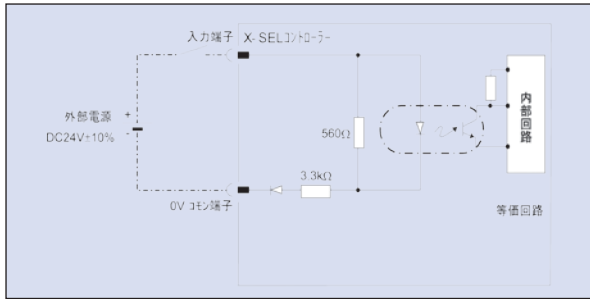 入力端子 X-SELコントローラー
外部電源
+
DC24V±10%
-
560Ω
内部回路
3.3kΩ
0V コモン端子
等価回路